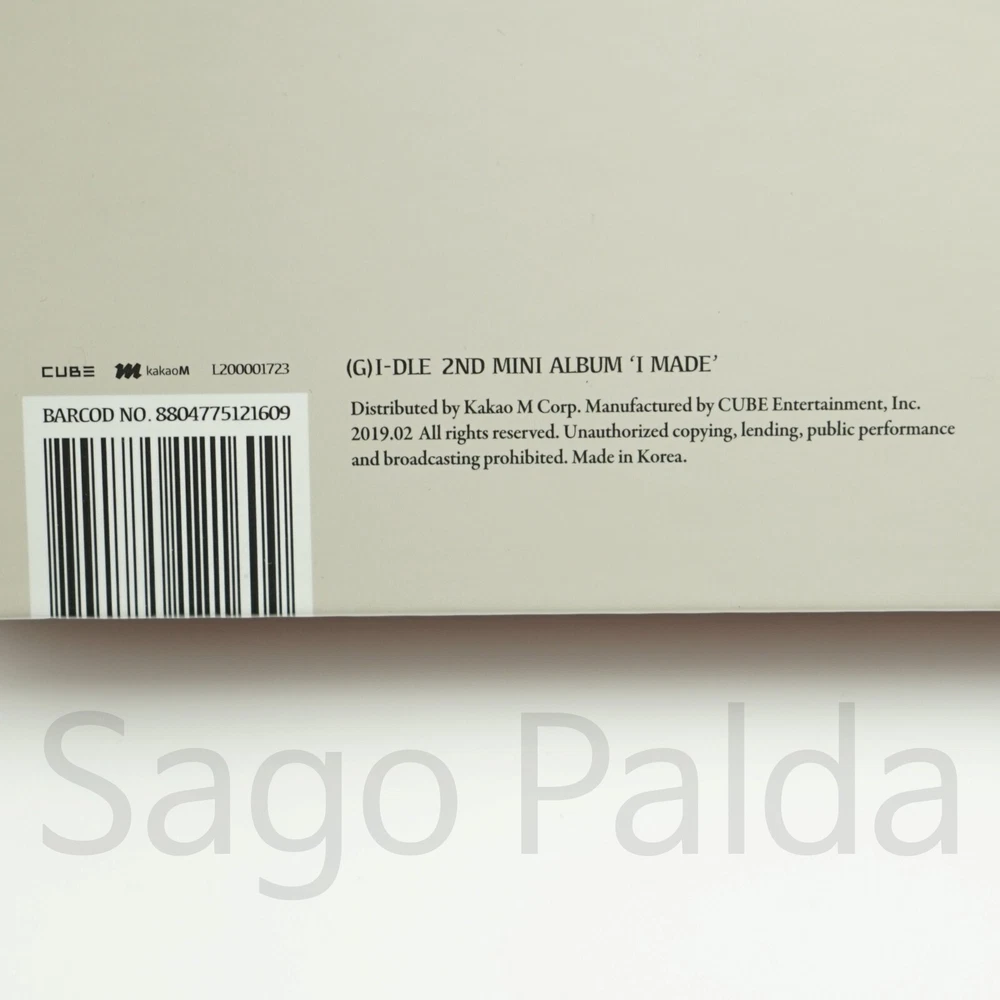 CUBE kakaoM L200001723
BARCOD NO. 8804775121609
(G)I-DLE 2ND MINI ALBUM ‘I MADE’
Distributed by Kakao M Corp. Manufactured by CUBE Entertainment, Inc.
2019.02 All rights reserved. Unauthorized copying, lending, public performance
and broadcasting prohibited. Made in Korea.
Sago Palda